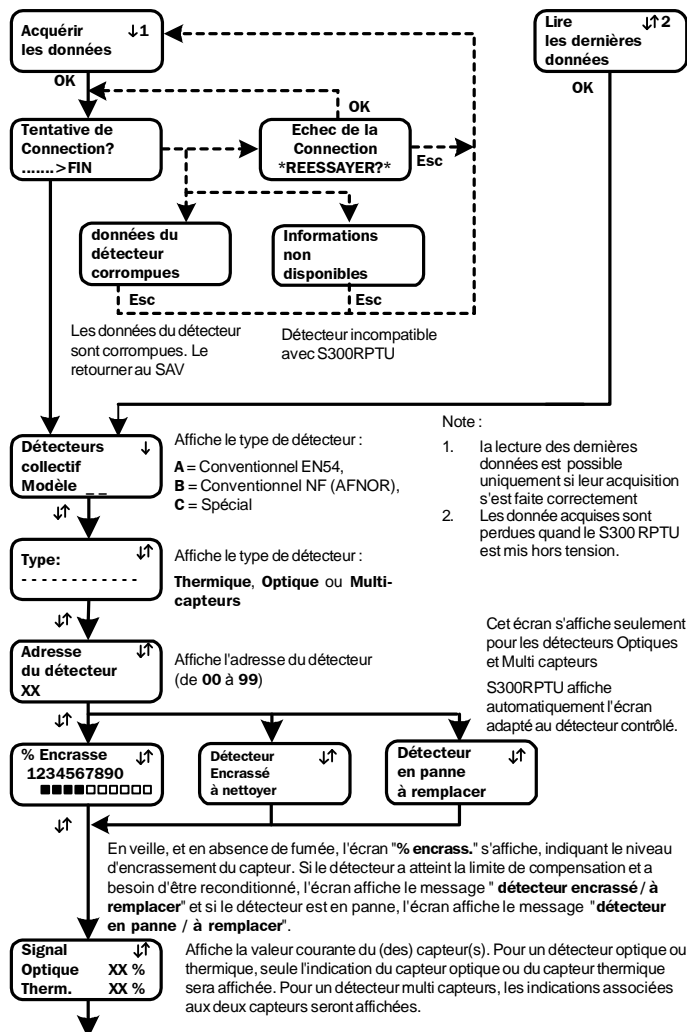 Acquérir ↓1
les données
Lire ↓↑2
les dernières
données
OK
OK
OK
Tentative de
Connection?
.......>FIN
Echec de la
Connection
*REESSAYER?*
Esc
données du
détecteur
corrompues
Informations
non
disponibles
Esc
Esc
Les données du détecteur
sont corrompues. Le
retourner au SAV
Détecteur incompatible
avec S300RPTU
Détecteurs ↓
collectif
Modèle _ _
Affiche le type de détecteur :
A = Conventionnel EN54,
B = Conventionnel NF (AFNOR),
C = Spécial
Note :
1. la lecture des dernières
données est possible
uniquement si leur acquisition
s'est faite correctement
2. Les donnée acquises sont
perdues quand le S300 RPTU
est mis hors tension.
↓↑
Type: ↓↑
- - - - - - - - - - - -
Affiche le type de détecteur :
Thermique, Optique ou Multi-
capteurs
↓↑
Adresse ↓↑
du détecteur
XX
Affiche l'adresse du détecteur
(de 00 à 99)
Cet écran s'affiche seulement
pour les détecteurs Optiques
et Multi capteurs
S300RPTU affiche
automatiquement l'écran
adapté au détecteur contrôlé.
↓↑
% Encrasse ↓↑
1234567890
■■■■□□□□□□
Détecteur ↓↑
Encrassé
à nettoyer
Détecteur ↓↑
en panne
à remplacer
↓↑
En veille, et en absence de fumée, l'écran "% encrass." s'affiche, indiquant le niveau
d'encrassement du capteur. Si le détecteur a atteint la limite de compensation et a
besoin d'être reconditionné, l'écran affiche le message " détecteur encrassé / à
remplacer" et si le détecteur est en panne, l'écran affiche le message "détecteur
en panne / à remplacer".
Signal ↓↑
Optique XX %
Therm. XX %
Affiche la valeur courante du (des) capteur(s). Pour un détecteur optique ou
thermique, seule l'indication du capteur optique ou du capteur thermique
sera affichée. Pour un détecteur multi capteurs, les indications associées
aux deux capteurs seront affichées.